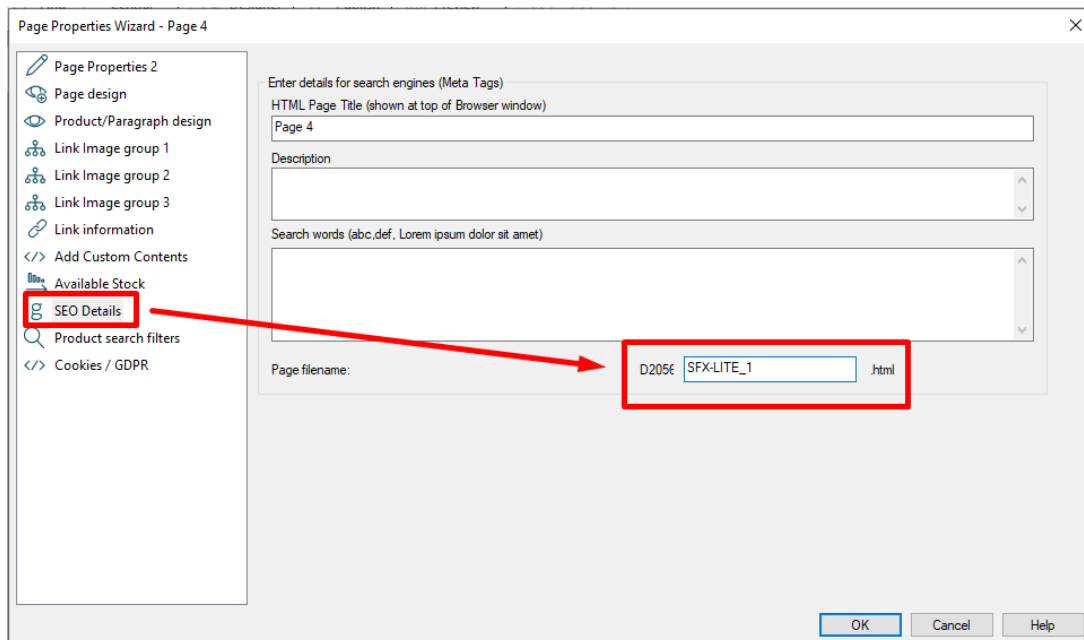 Page Properties Wizard - Page 4
Page Properties 2
Page design
Product/Paragraph design
Link Image group 1
Link Image group 2
Link Image group 3
Link information
Add Custom Contents
Available Stock
SEO Details
Product search filters
Cookies / GDPR
Enter details for search engines (Meta Tags)
HTML Page Title (shown at top of Browser window)
Page 4
Description
Search words (abc,def, Lorem ipsum dolor sit amet)
Page filename: D2056 SFX-LITE_1 .html
OK Cancel Help